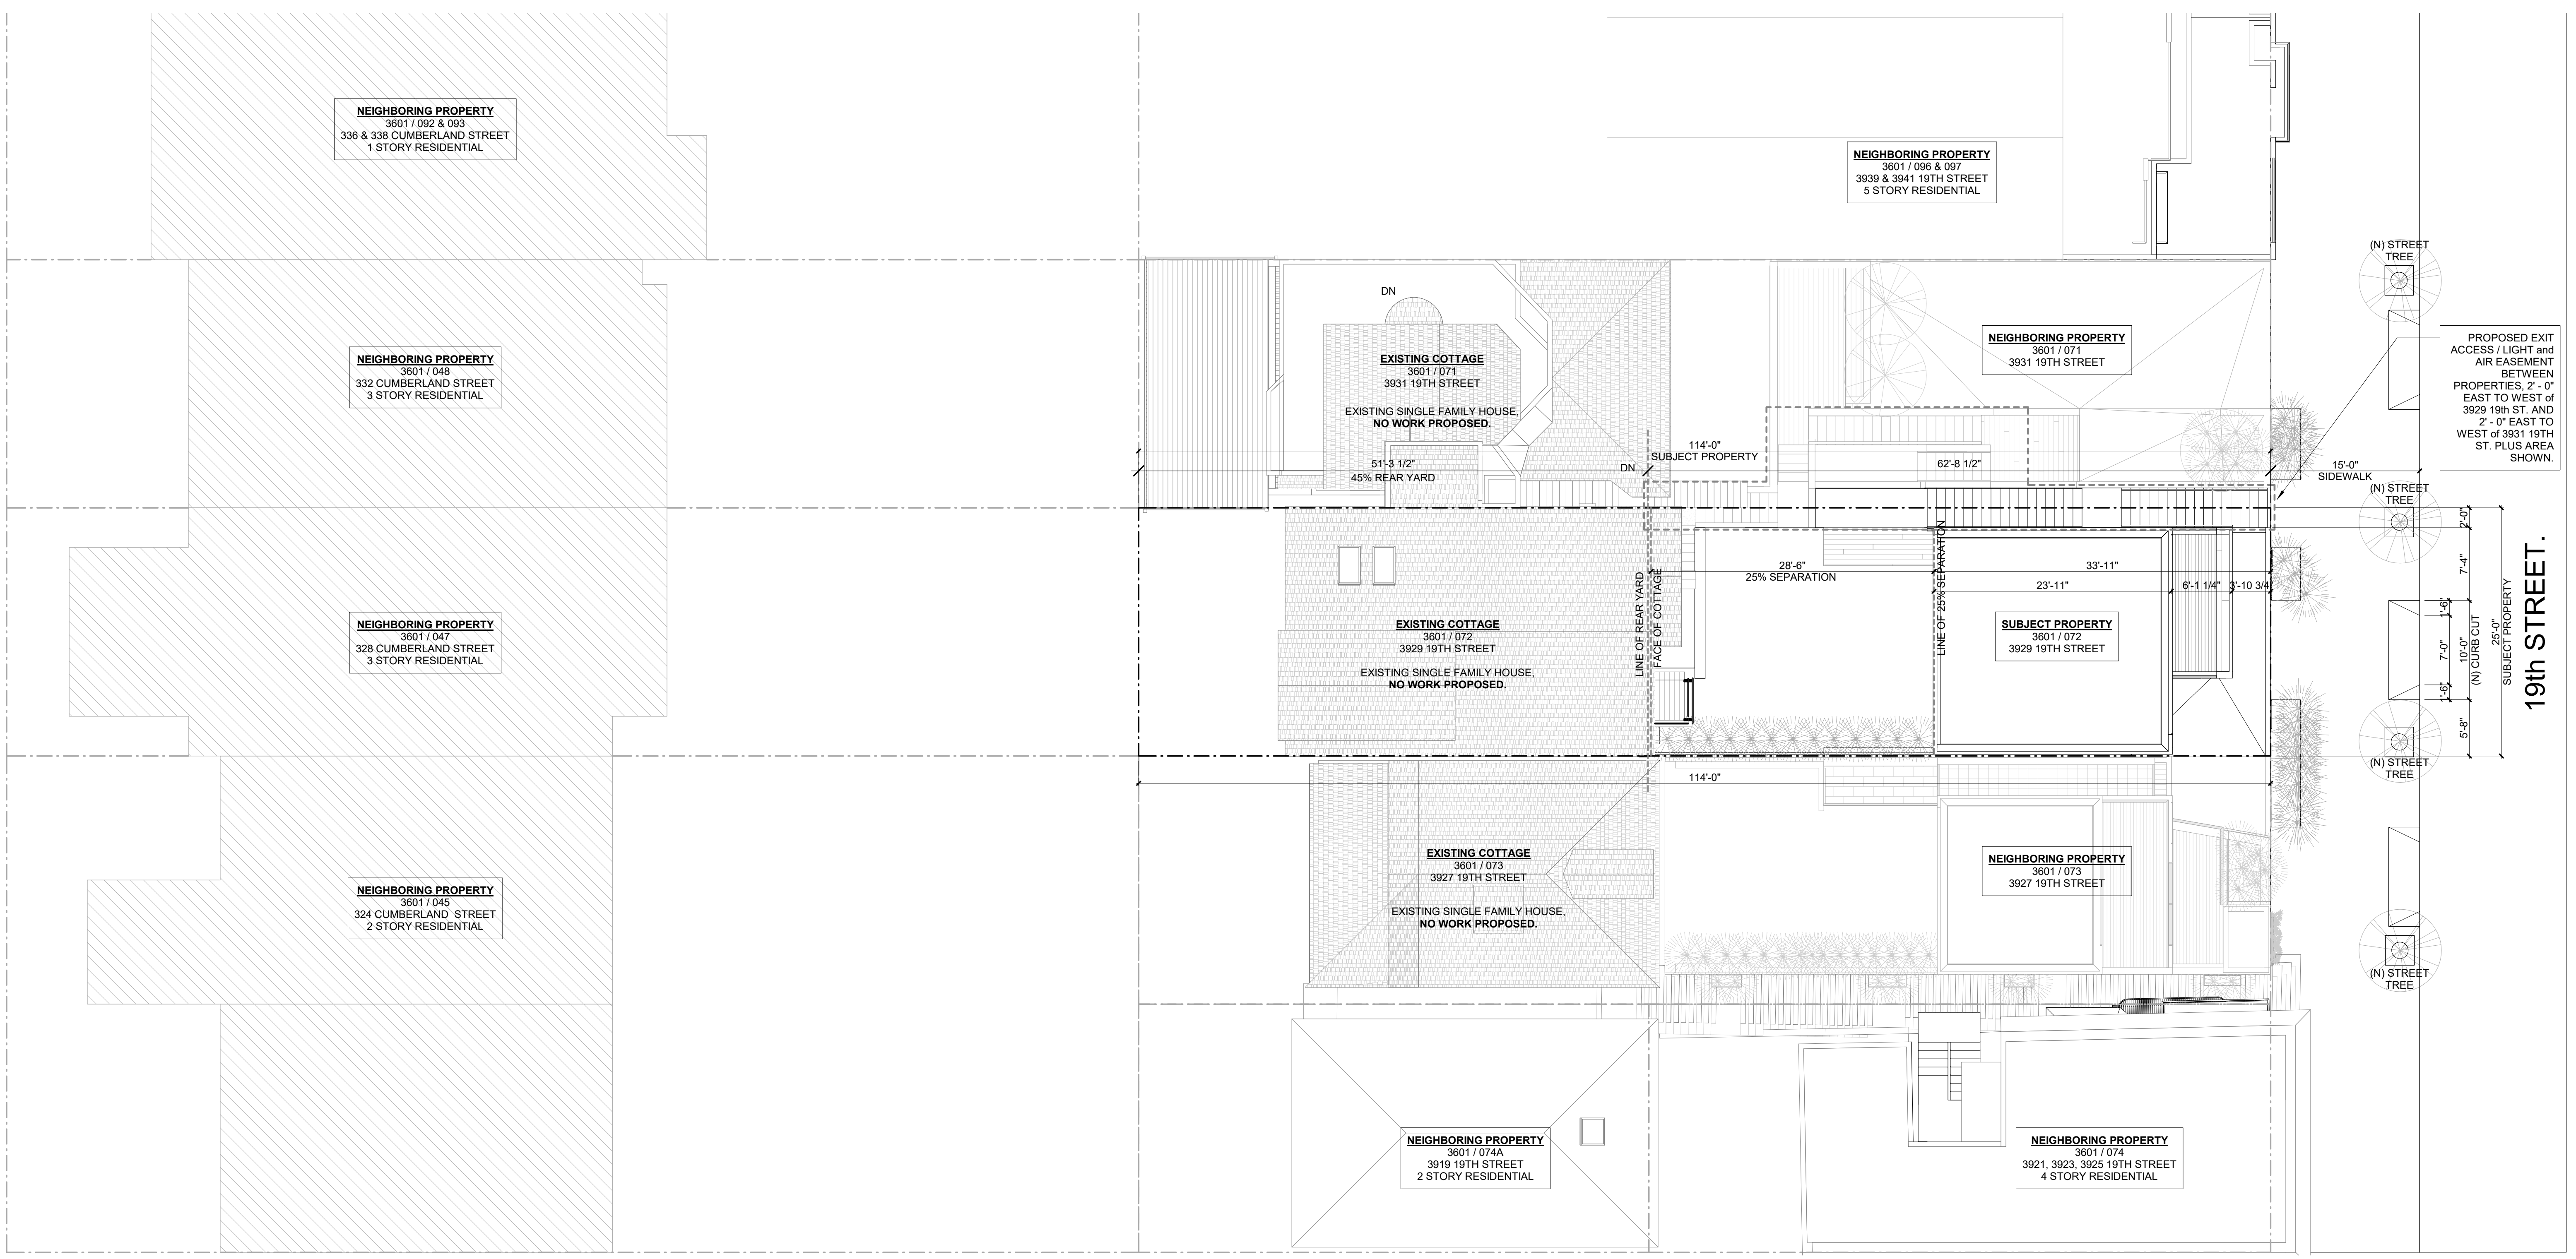 NEIGHBORING PROPERTY
3601 / 092 & 093
336 & 338 CUMBERLAND STREET
1 STORY RESIDENTIAL
NEIGHBORING PROPERTY
3601 / 096 & 097
3939 & 3941 19TH STREET
5 STORY RESIDENTIAL
(N) STREET
TREE
NEIGHBORING PROPERTY
3601 / 048
332 CUMBERLAND STREET
3 STORY RESIDENTIAL
DN
EXISTING COTTAGE
3601 / 071
3931 19TH STREET
EXISTING SINGLE FAMILY HOUSE,
NO WORK PROPOSED.
NEIGHBORING PROPERTY
3601 / 071
3931 19TH STREET
PROPOSED EXIT
ACCESS / LIGHT and
AIR EASEMENT
BETWEEN
PROPERTIES, 2' - 0"
EAST TO WEST of
3929 19th ST. AND
2' - 0" EAST TO
WEST of 3931 19TH
ST. PLUS AREA
SHOWN.
114'-0"
SUBJECT PROPERTY
51'-3 1/2"
45% REAR YARD
DN
62'-8 1/2"
15'-0"
SIDEWALK
(N) STREET
TREE
NEIGHBORING PROPERTY
3601 / 047
328 CUMBERLAND STREET
3 STORY RESIDENTIAL
EXISTING COTTAGE
3601 / 072
3929 19TH STREET
EXISTING SINGLE FAMILY HOUSE,
NO WORK PROPOSED.
LINE OF REAR YARD
FACE OF COTTAGE
28'-6"
25% SEPARATION
LINE OF 25% SEPARATION
33'-11"
23'-11"
6'-1 1/4"
3'-10 3/4"
SUBJECT PROPERTY
3601 / 072
3929 19TH STREET
2'-0"
7'-4"
1'-6"
7'-0"
1'-6"
10'-0"
(N) CURB CUT
5'-8"
25'-0"
SUBJECT PROPERTY
19th STREET.
(N) STREET
TREE
114'-0"
NEIGHBORING PROPERTY
3601 / 045
324 CUMBERLAND STREET
2 STORY RESIDENTIAL
EXISTING COTTAGE
3601 / 073
3927 19TH STREET
EXISTING SINGLE FAMILY HOUSE,
NO WORK PROPOSED.
NEIGHBORING PROPERTY
3601 / 073
3927 19TH STREET
(N) STREET
TREE
NEIGHBORING PROPERTY
3601 / 074A
3919 19TH STREET
2 STORY RESIDENTIAL
NEIGHBORING PROPERTY
3601 / 074
3921, 3923, 3925 19TH STREET
4 STORY RESIDENTIAL